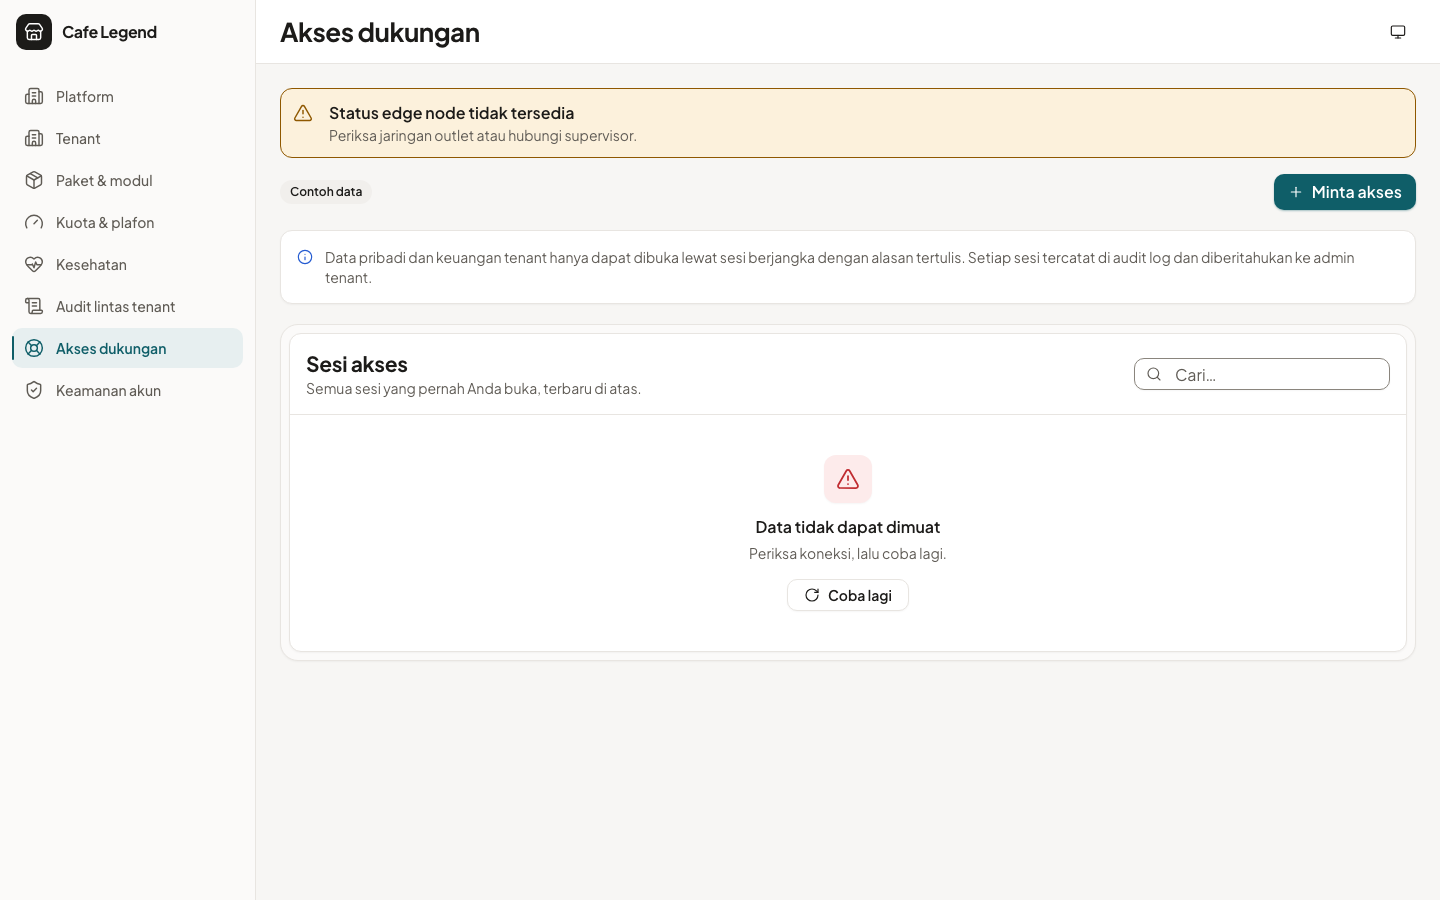 Cafe Legend
Platform
Tenant
Paket & modul
Kuota & plafon
Kesehatan
Audit lintas tenant
Akses dukungan
Keamanan akun
Akses dukungan
Status edge node tidak tersedia
Periksa jaringan outlet atau hubungi supervisor.
Contoh data
Minta akses
Data pribadi dan keuangan tenant hanya dapat dibuka lewat sesi berjangka dengan alasan tertulis. Setiap sesi tercatat di audit log dan diberitahukan ke admin
tenant.
Sesi akses
Semua sesi yang pernah Anda buka, terbaru di atas.
Cari...
Data tidak dapat dimuat
Periksa koneksi, lalu coba lagi.
Coba lagi